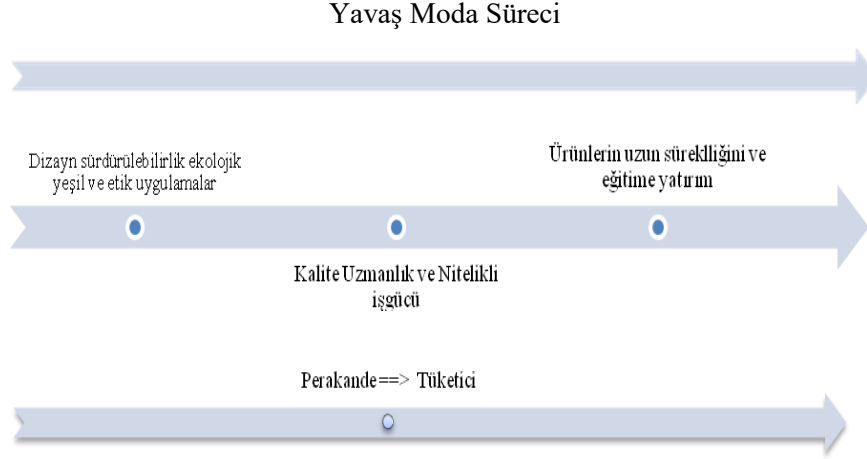 Yavaş Moda Süreci
Dizayn sürdürülebilirlik ekolojik
yeşil ve etik uygulamalar
Ürünlerin uzun süreklliğini ve
eğitime yatırım
Kalite Uzmanlık ve Nitelikli
işgücü
Perakande==> Tüketici